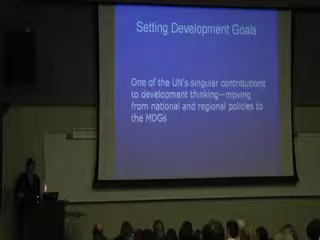 Setting Development Goals
One of the UN's singular contributions
to development thinking—moving
from national and regional policies to
the MDGs